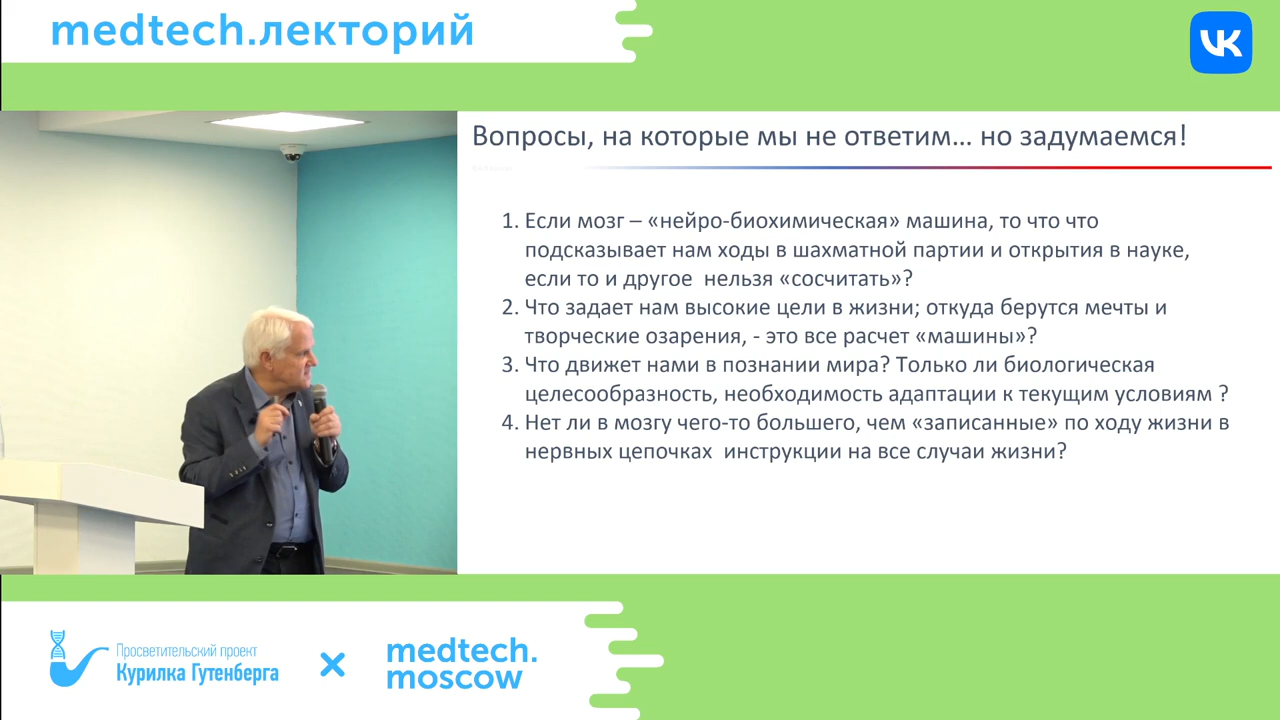 medtech.лекторий
Вопросы, на которые мы не ответим... но задумаемся!
1. Если мозг – «нейро-биохимическая» машина, то что что
подсказывает нам ходы в шахматной партии и открытия в науке,
если то и другое нельзя «сосчитать»?
2. Что задает нам высокие цели в жизни; откуда берутся мечты и
творческие озарения, - это все расчет «машины»?
3. Что движет нами в познании мира? Только ли биологическая
целесообразность, необходимость адаптации к текущим условиям ?
4. Нет ли в мозгу чего-то большего, чем «записанные» по ходу жизни в
нервных цепочках инструкции на все случаи жизни?
Просветительский проект
Курилка Гутенберга
×
medtech.
moscow